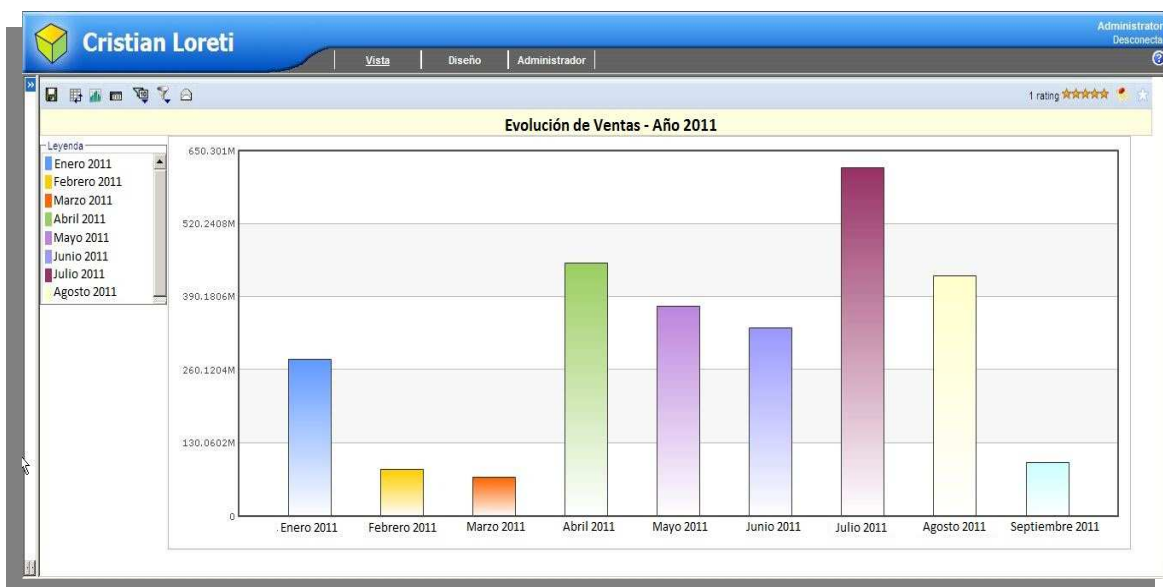 Cristian Loreti
Administrator
Desconecta
Vista
Diseño
Administrador
1 rating
Evolución de Ventas - Año 2011
Leyenda
Enero 2011
Febrero 2011
Marzo 2011
Abril 2011
Mayo 2011
Junio 2011
Julio 2011
Agosto 2011
650.301M
520.2408M
390.1806M
260.1204M
130.0602M
0
Enero 2011 Febrero 2011 Marzo 2011 Abril 2011 Mayo 2011 Junio 2011 Julio 2011 Agosto 2011 Septiembre 2011